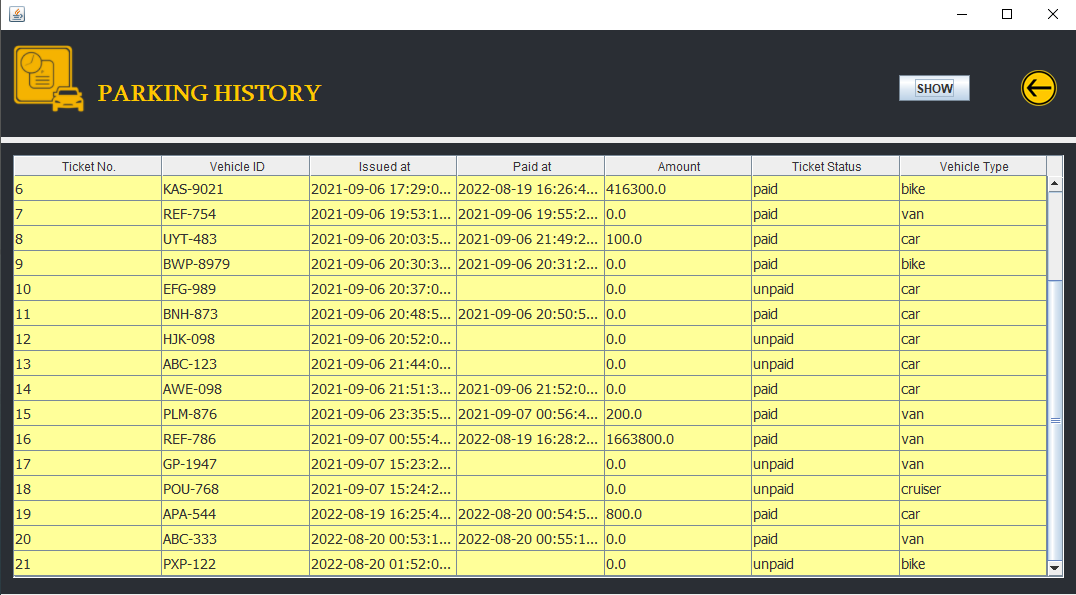 PARKING HISTORY
SHOW
Ticket No. Vehicle ID Issued at Paid at Amount Ticket Status Vehicle Type
6 KAS-9021 2021-09-06 17:29:0... 2022-08-19 16:26:4... 416300.0 paid bike
7 REF-754 2021-09-06 19:53:1... 2021-09-06 19:55:2... 0.0 paid van
8 UYT-483 2021-09-06 20:03:5... 2021-09-06 21:49:2... 100.0 paid car
9 BWP-8979 2021-09-06 20:30:3... 2021-09-06 20:31:2... 0.0 paid bike
10 EFG-989 2021-09-06 20:37:0... 0.0 unpaid car
11 BNH-873 2021-09-06 20:48:5... 2021-09-06 20:50:5... 0.0 paid car
12 HJK-098 2021-09-06 20:52:0... 0.0 unpaid car
13 ABC-123 2021-09-06 21:44:0... 0.0 unpaid car
14 AWE-098 2021-09-06 21:51:3... 2021-09-06 21:52:0... 0.0 paid car
15 PLM-876 2021-09-06 23:35:5... 2021-09-07 00:56:4... 200.0 paid van
16 REF-786 2021-09-07 00:55:4... 2022-08-19 16:28:2... 1663800.0 paid van
17 GP-1947 2021-09-07 15:23:2... 0.0 unpaid van
18 POU-768 2021-09-07 15:24:2... 0.0 unpaid cruiser
19 APA-544 2022-08-19 16:25:4... 2022-08-20 00:54:5... 800.0 paid car
20 ABC-333 2022-08-20 00:53:1... 2022-08-20 00:55:1... 0.0 paid van
21 PXP-122 2022-08-20 01:52:0... 0.0 unpaid bike